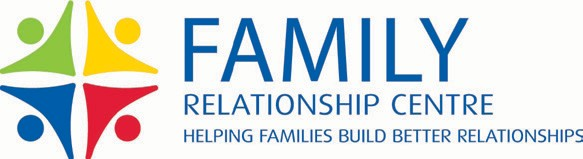 FAMILY
RELATIONSHIP CENTRE
HELPING FAMILIES BUILD BETTER RELATIONSHIPS